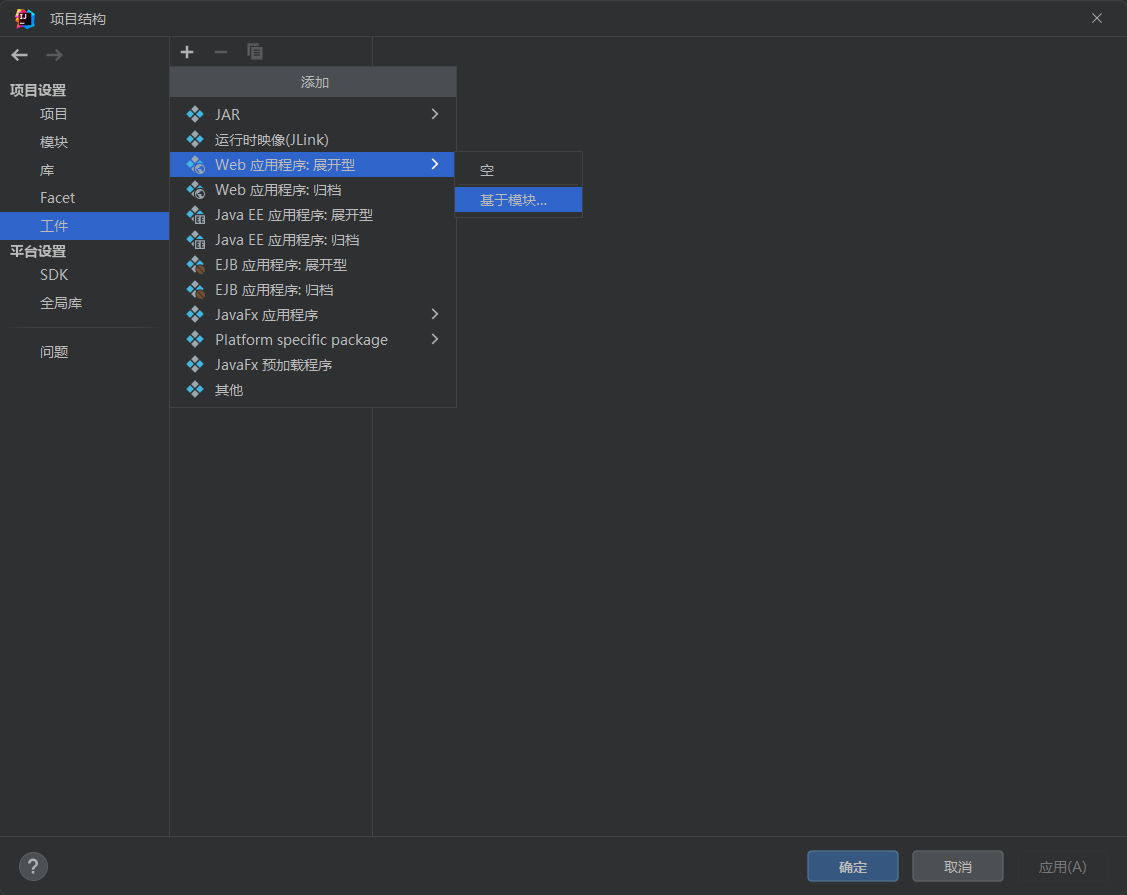 项目结构
项目设置
项目
模块
库
Facet
工件
平台设置
SDK
全局库
问题
添加
JAR
运行时映像(JLink)
Web 应用程序: 展开型
Web 应用程序: 归档
Java EE 应用程序: 展开型
Java EE 应用程序: 归档
EJB 应用程序: 展开型
EJB 应用程序: 归档
JavaFx 应用程序
Platform specific package
JavaFx 预加载程序
其他
空
基于模块...
?
确定
取消
应用(A)